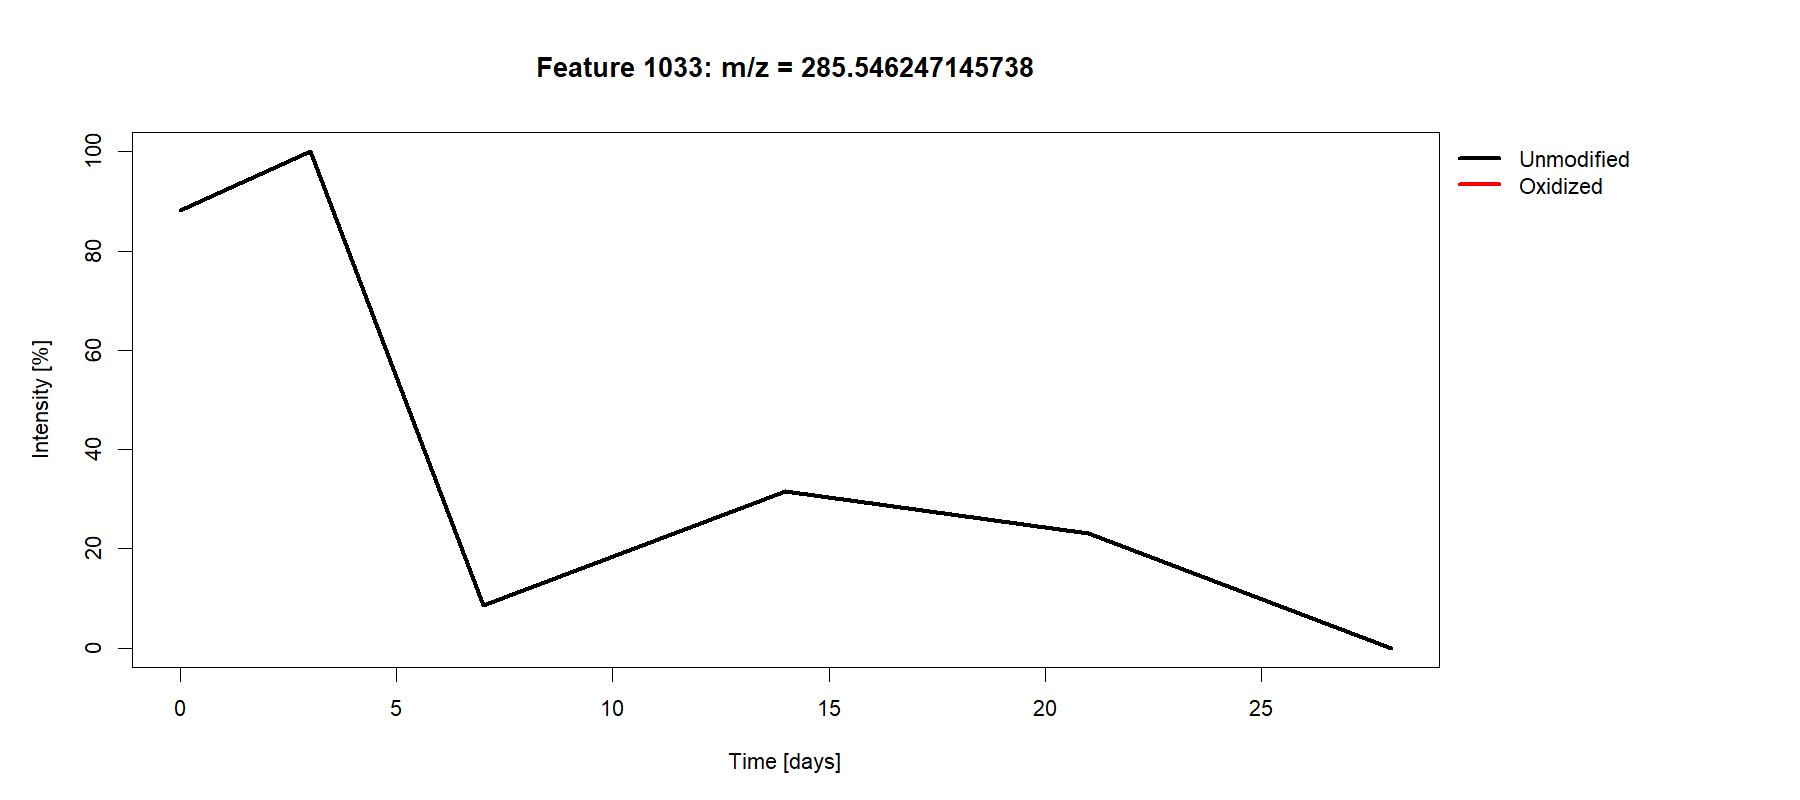 Feature 1033: m/z = 285.546247145738
Unmodified
Oxidized
Intensity [%]
100
80
60
40
20
0
0 5 10 15 20 25
Time [days]